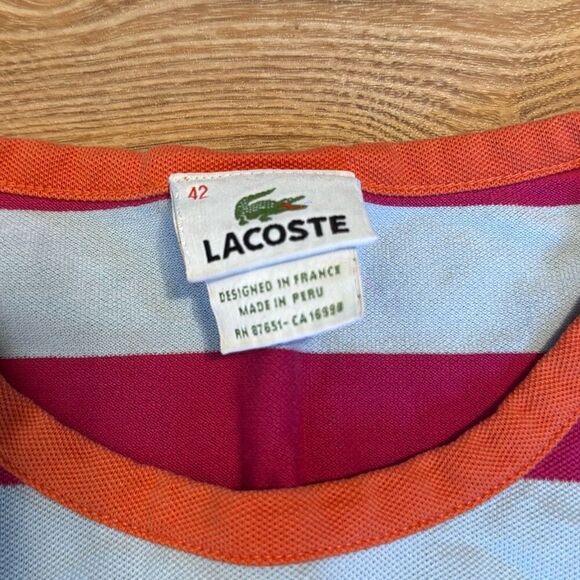 42
LACOSTE
DESIGNED IN FRANCE
MADE IN PERU
RN 87651-CA 16998